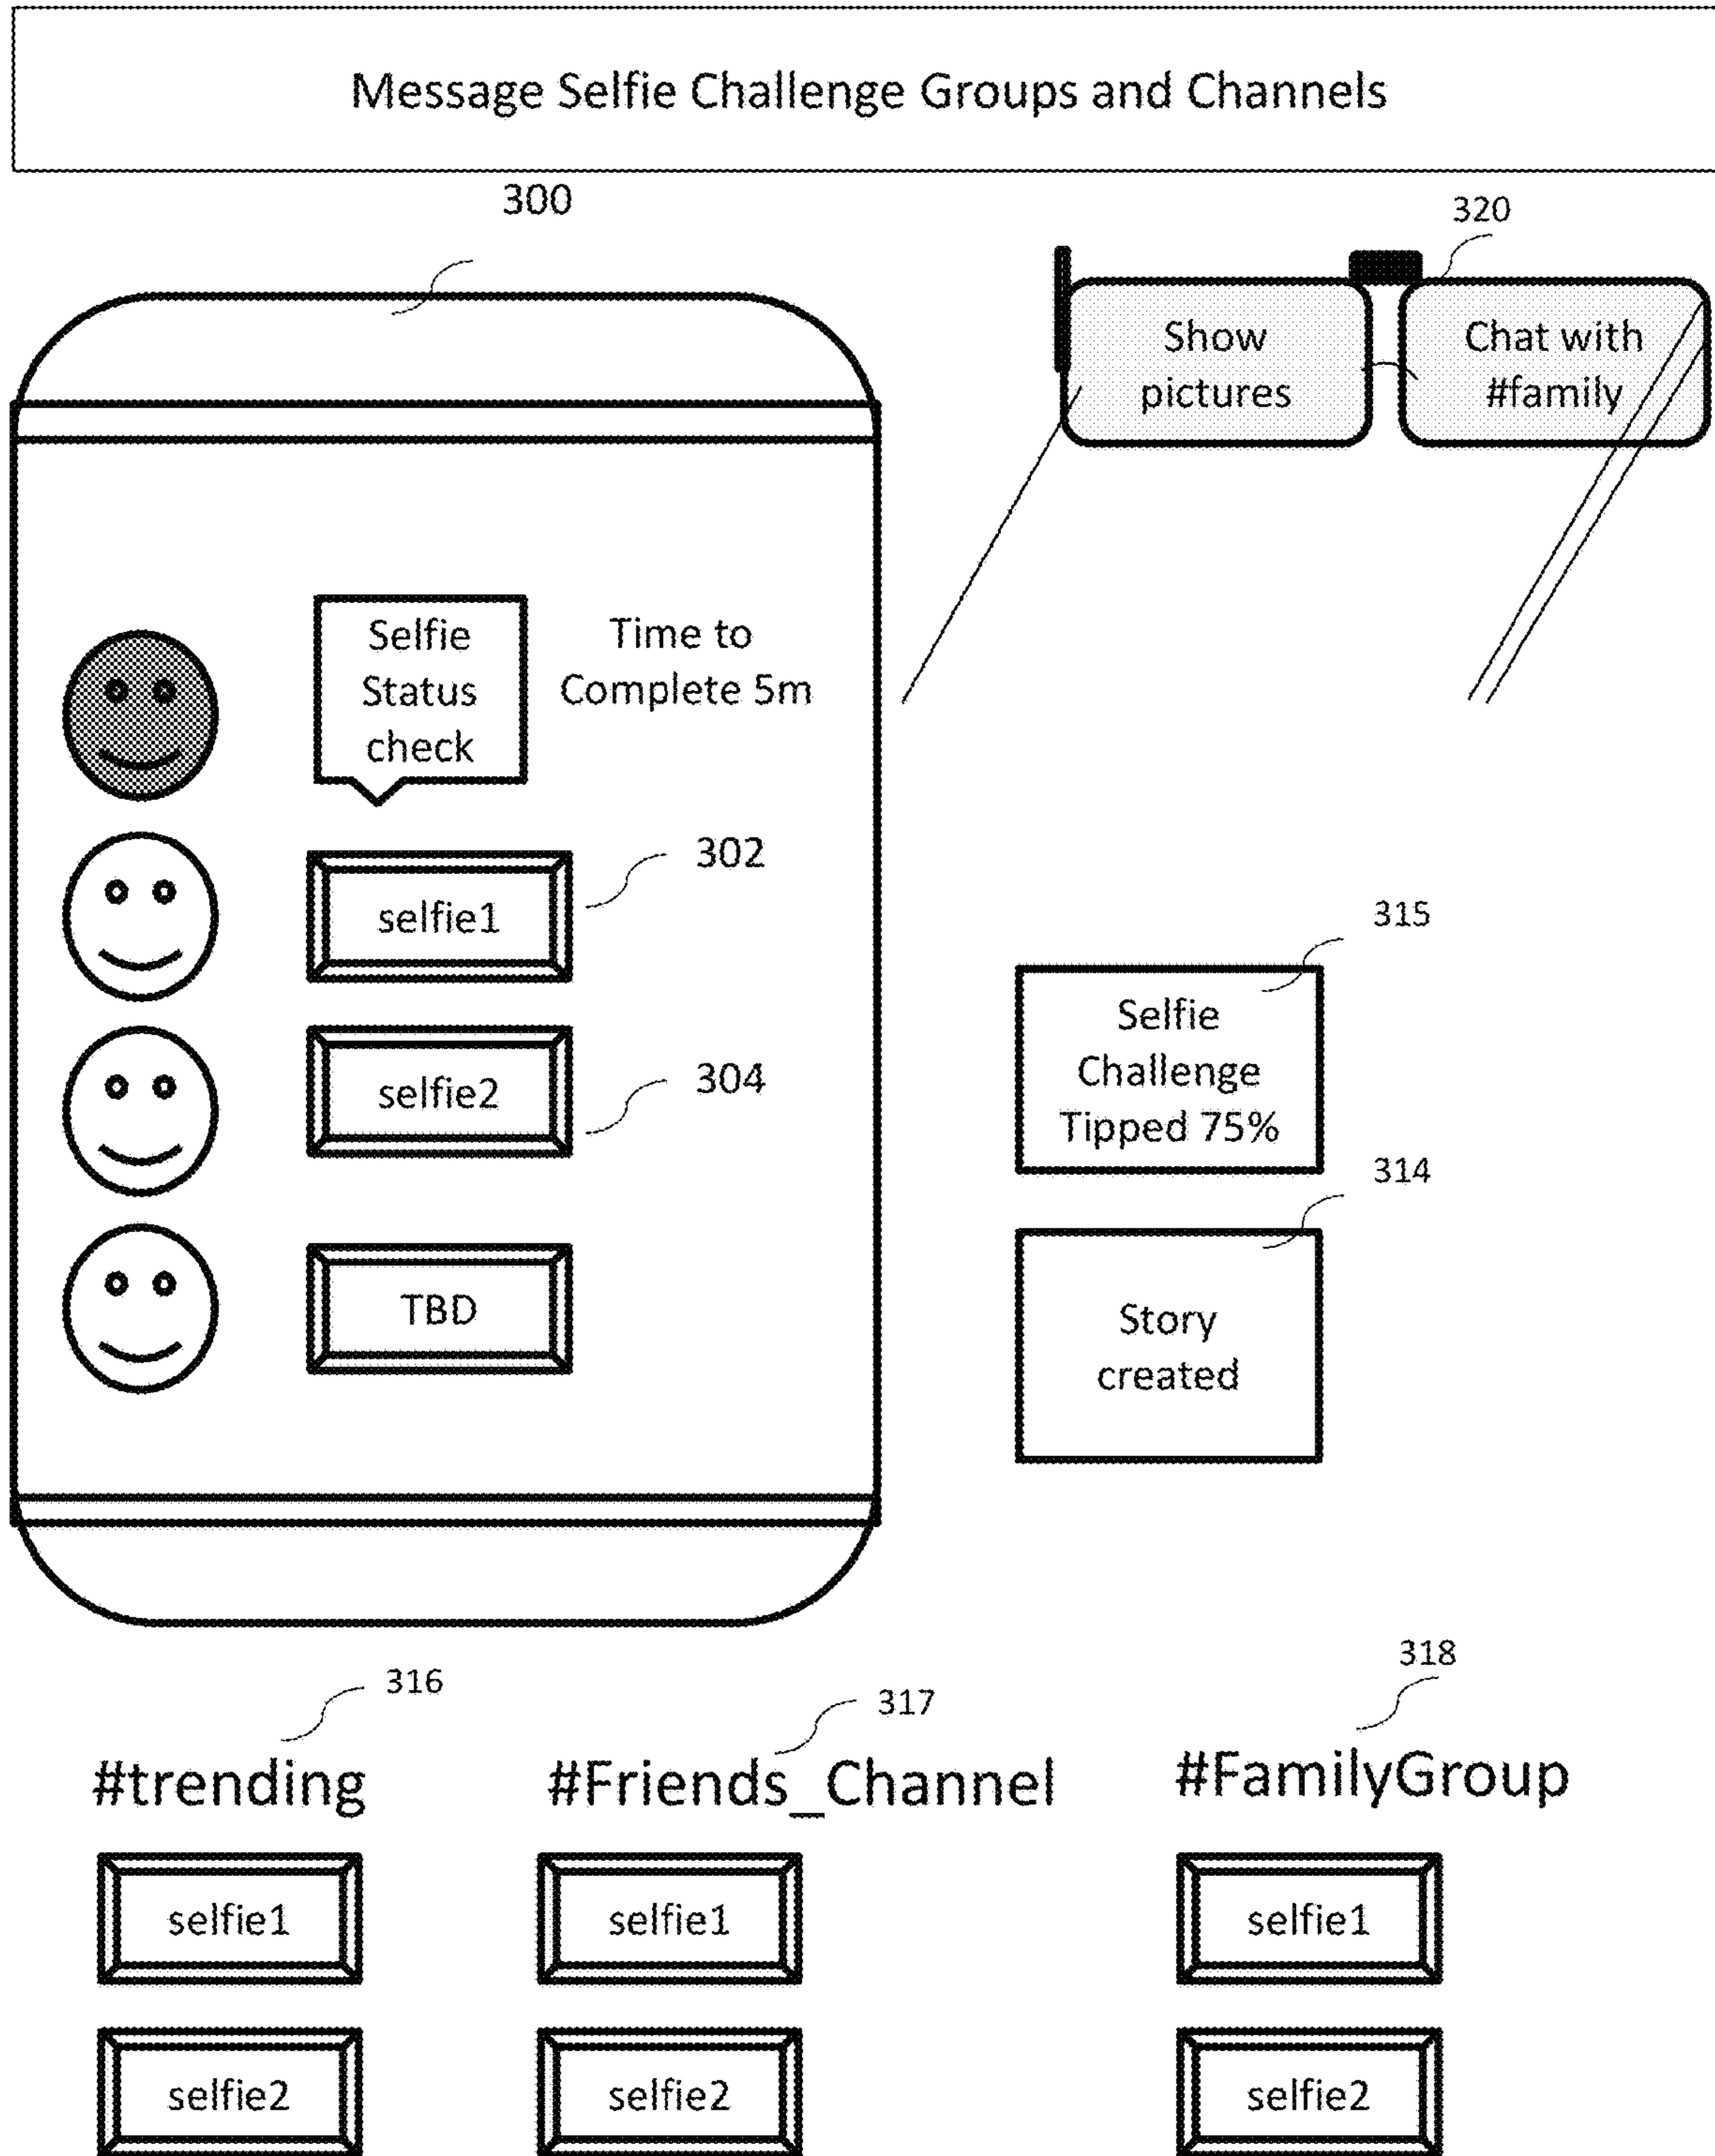 Message Selfie Challenge Groups and Channels
300
320
Show
pictures
Chat with
#family
Selfie
Status
check
Time to
Complete 5m
302
selfie1
304
selfie2
TBD
315
Selfie
Challenge
Tipped 75%
314
Story
created
316
#trending
317
#Friends_Channel
318
#FamilyGroup
selfie1
selfie1
selfie1
selfie2
selfie2
selfie2